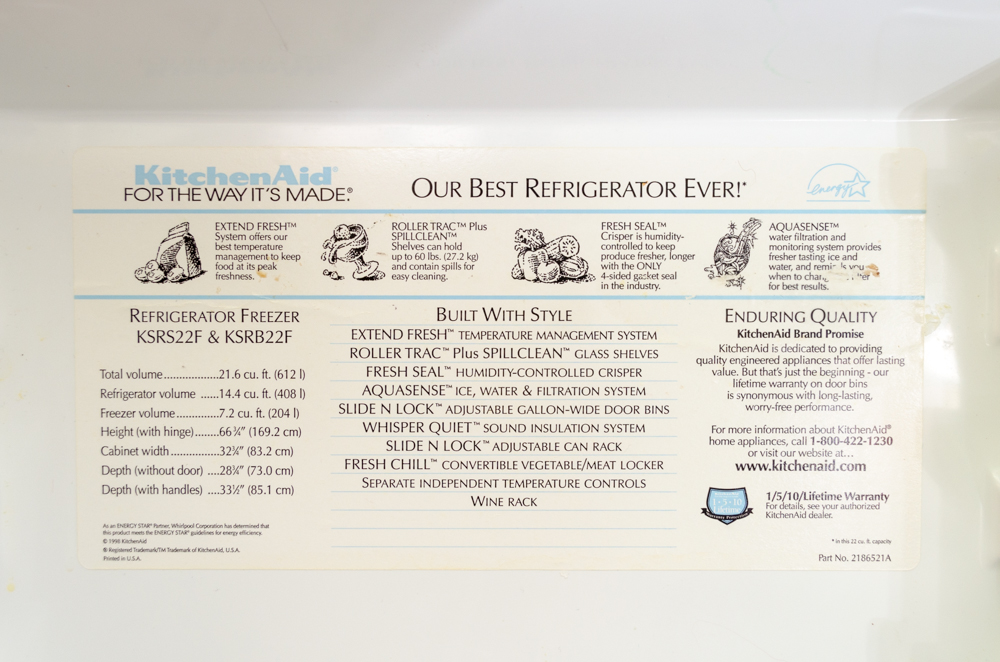 KitchenAid®
FOR THE WAY IT'S MADE.®
OUR BEST REFRIGERATOR EVER!*
energy
EXTEND FRESH™
System offers our
best temperature
management to keep
food at its peak
freshness.
ROLLER TRAC™ Plus
SPILLCLEAN™
Shelves can hold
up to 60 lbs. (27.2 kg)
and contain spills for
easy cleaning.
FRESH SEAL™
Crisper is humidity-
controlled to keep
produce fresher, longer
with the ONLY
4-sided gasket seal
in the industry.
AQUASENSE™
water filtration and
monitoring system provides
fresher tasting ice and
water, and you
when to
for best results.
REFRIGERATOR FREEZER
KSRS22F & KSRB22F
Total volume..................21.6 cu. ft. (612 l)
Refrigerator volume ......14.4 cu. ft. (408 l)
Freezer volume..............7.2 cu. ft. (204 l)
Height (with hinge)........66¾" (169.2 cm)
Cabinet width................32¾" (83.2 cm)
Depth (without door) ....28¾" (73.0 cm)
Depth (with handles) ....33½" (85.1 cm)
As an ENERGY STAR® Partner, Whirlpool Corporation has determined that
this product meets the ENERGY STAR® guidelines for energy efficiency.
© 1998 KitchenAid
® Registered Trademark/TM Trademark of KitchenAid, U.S.A.
Printed in U.S.A.
BUILT WITH STYLE
EXTEND FRESH™ TEMPERATURE MANAGEMENT SYSTEM
ROLLER TRAC™ Plus SPILLCLEAN™ GLASS SHELVES
FRESH SEAL™ HUMIDITY-CONTROLLED CRISPER
AQUASENSE™ ICE, WATER & FILTRATION SYSTEM
SLIDE N LOCK™ ADJUSTABLE GALLON-WIDE DOOR BINS
WHISPER QUIET™ SOUND INSULATION SYSTEM
SLIDE N LOCK™ ADJUSTABLE CAN RACK
FRESH CHILL™ CONVERTIBLE VEGETABLE/MEAT LOCKER
SEPARATE INDEPENDENT TEMPERATURE CONTROLS
WINE RACK
ENDURING QUALITY
KitchenAid Brand Promise
KitchenAid is dedicated to providing
quality engineered appliances that offer lasting
value. But that's just the beginning - our
lifetime warranty on door bins
is synonymous with long-lasting,
worry-free performance.
For more information about KitchenAid®
home appliances, call 1-800-422-1230
or visit our website at...
www.kitchenaid.com
1·5·10
Lifetime
1/5/10/Lifetime Warranty
For details, see your authorized
KitchenAid dealer.
* in this 22 cu. ft. capacity
Part No. 2186521A